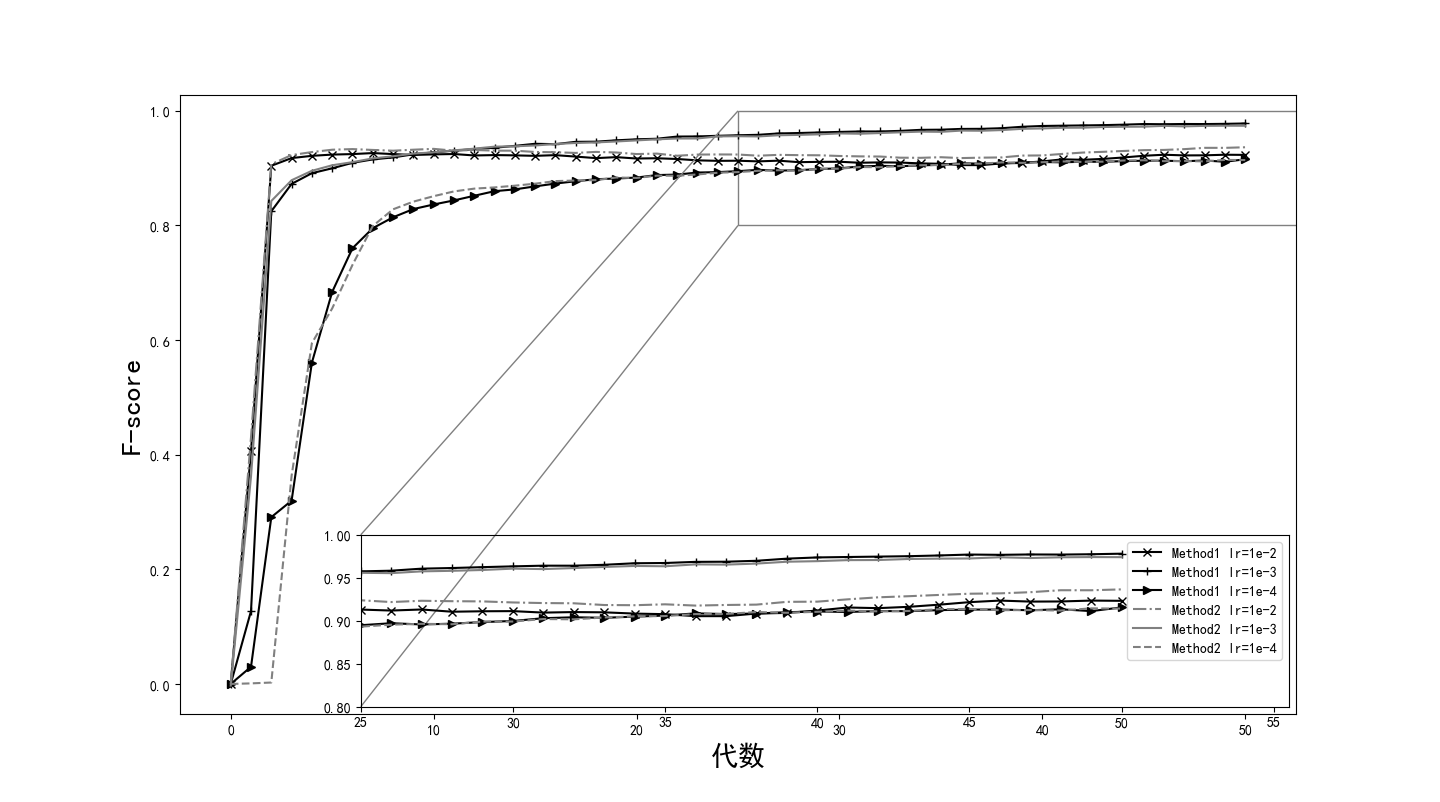 1.0
0.8
0.6
0.4
0.2
0.0
F-score
1.00
0.95
0.90
0.85
0.80
Method1 lr=1e-2
Method1 lr=1e-3
Method1 lr=1e-4
Method2 lr=1e-2
Method2 lr=1e-3
Method2 lr=1e-4
25 30 35 40 45 50 55
0 10 20 30 40 50
代数